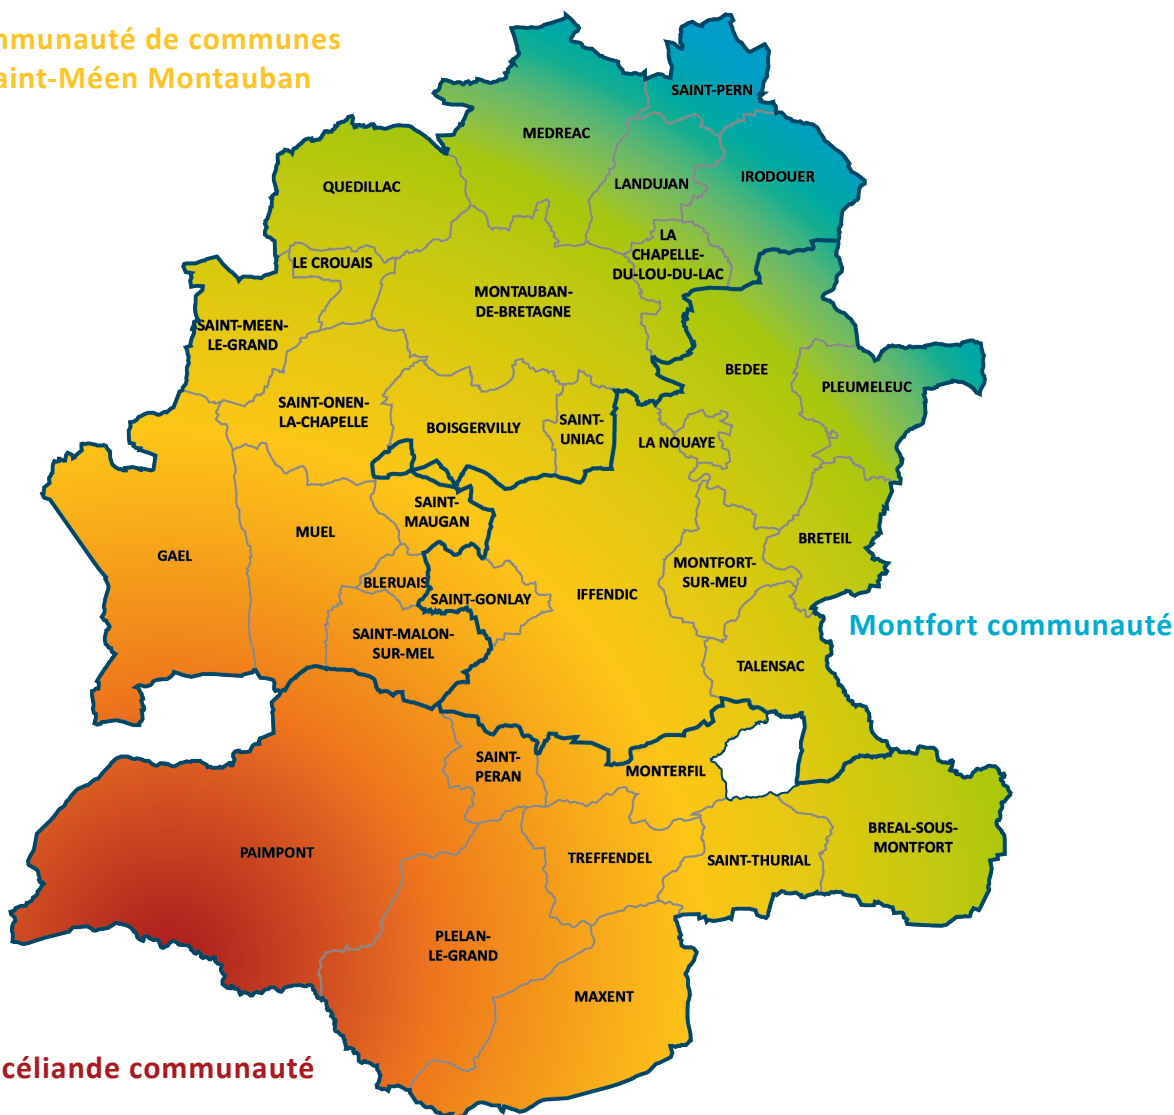 mmunauté de communes
aint-Méen Montauban
SAINT-PERN
MEDREAC
IRODOUER
LANDUJAN
QUEDILLAC
LA
CHAPELLE-
DU-LOU-DU-LAC
LE CROUAIS
MONTAUBAN-
DE-BRETAGNE
SAINT-MEEN-
LE-GRAND
BEDEE
PLEUMELEUC
SAINT-ONEN-
LA-CHAPELLE
BOISGERVILLY
SAINT-
UNIAC
LA NOUAYE
SAINT-
MAUGAN
MUEL
BRETEIL
GAEL
MONTFORT-
SUR-MEU
BLERUAIS
SAINT-GONLAY
IFFENDIC
Montfort communauté
SAINT-MALON-
SUR-MEL
TALENSAC
SAINT-
PERAN
MONTERFIL
BREAL-SOUS-
MONTFORT
PAIMPONT
TREFFENDEL
SAINT-THURIAL
PLELAN-
LE-GRAND
MAXENT
céliande communauté